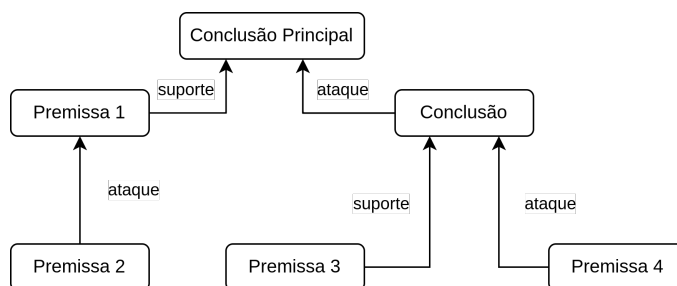 Conclusão Principal
suporte
ataque
Premissa 1
Conclusão
ataque
suporte
ataque
Premissa 2
Premissa 3
Premissa 4